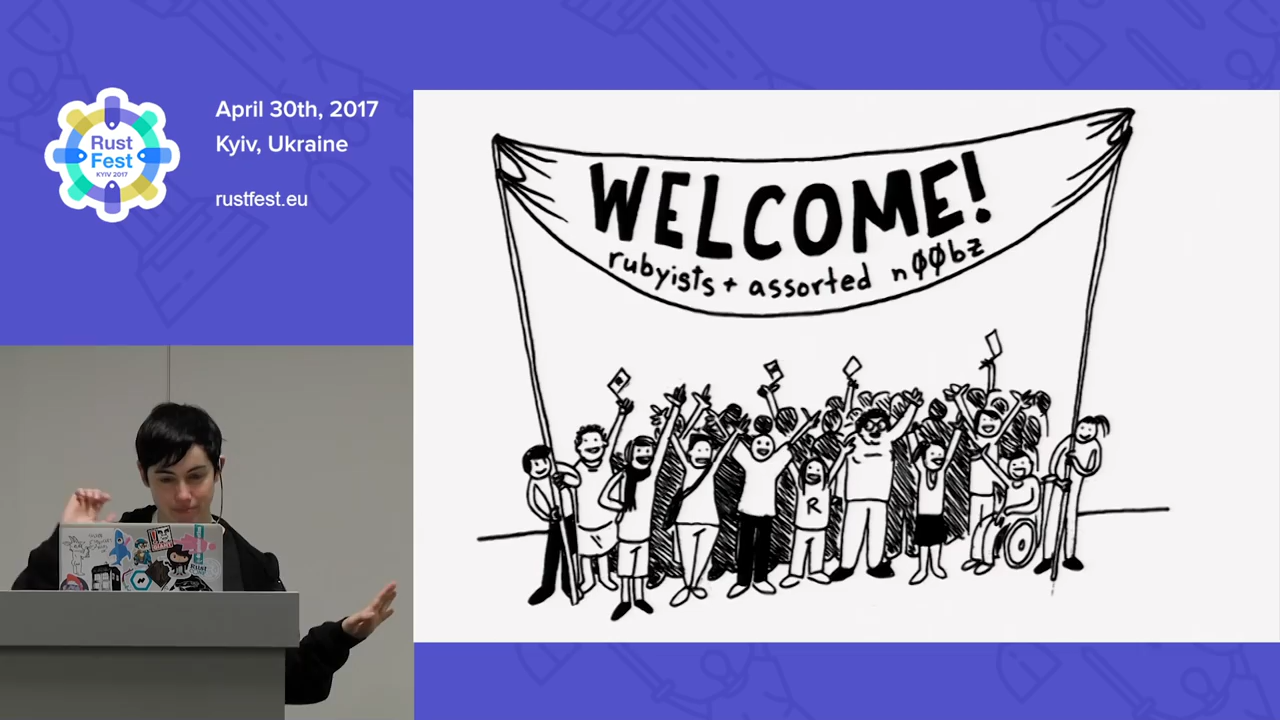 Rust
Fest
KYIV 2017
April 30th, 2017
Kyiv, Ukraine
rustfest.eu
WELCOME!
rubyists + assorted n00bz
R